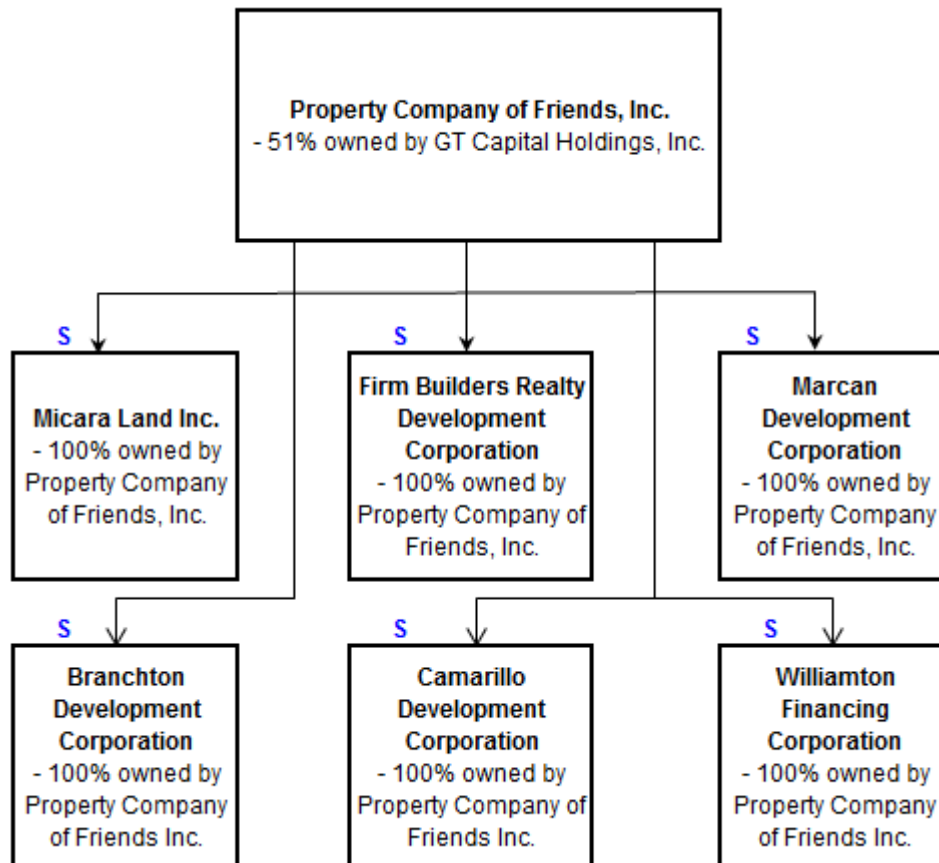 Property Company of Friends, Inc.
- 51% owned by GT Capital Holdings, Inc.
S
Micara Land Inc.
- 100% owned by
Property Company
of Friends, Inc.
S
Firm Builders Realty
Development
Corporation
- 100% owned by
Property Company of
Friends, Inc.
S
Marcan
Development
Corporation
- 100% owned by
Property Company
of Friends, Inc.
S
Branchton
Development
Corporation
- 100% owned by
Property Company
of Friends Inc.
S
Camarillo
Development
Corporation
- 100% owned by
Property Company of
Friends Inc.
S
Williamton
Financing
Corporation
- 100% owned by
Property Company
of Friends Inc.